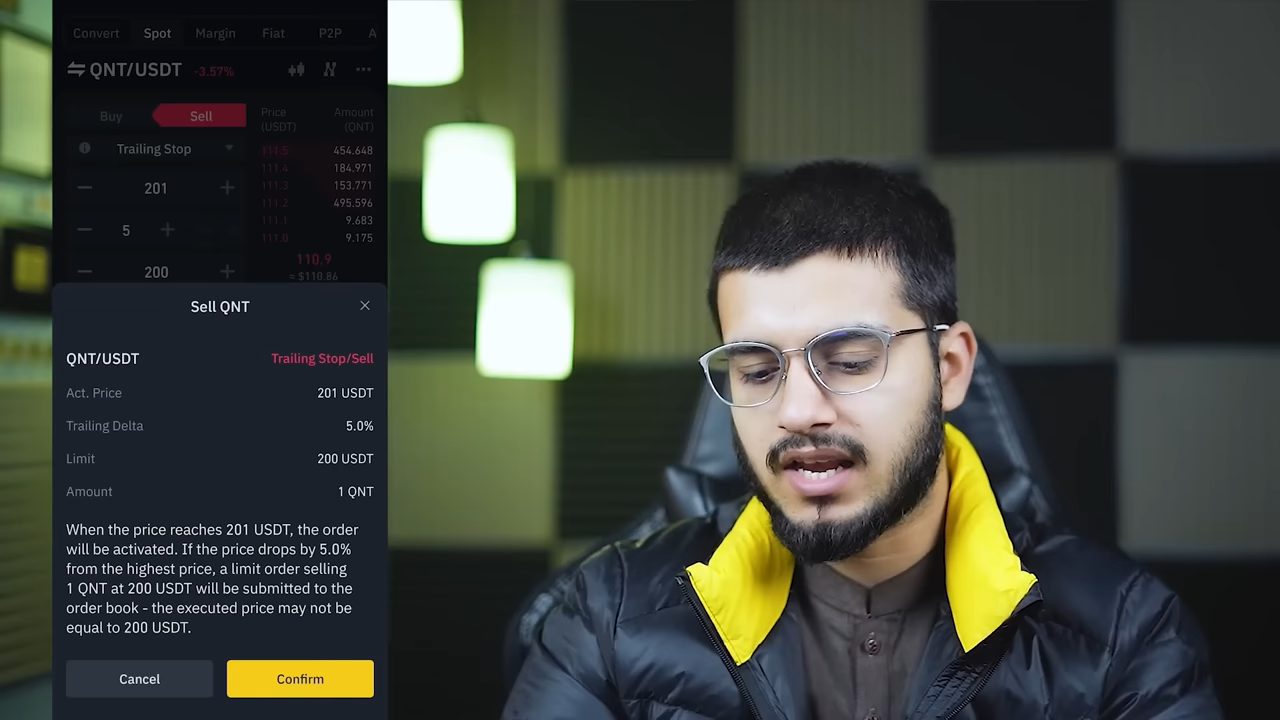 Convert Spot Margin Fiat P2P A
QNT/USDT -3.57%
Buy Sell
Price (USDT) Amount (QNT)
Trailing Stop
201
5
200
111.5 454.648
111.4 184.971
111.3 153.771
111.2 495.596
111.1 9.683
111.0 9.175
110.9
≈ $110.86
Sell QNT
QNT/USDT Trailing Stop/Sell
Act. Price 201 USDT
Trailing Delta 5.0%
Limit 200 USDT
Amount 1 QNT
When the price reaches 201 USDT, the order
will be activated. If the price drops by 5.0%
from the highest price, a limit order selling
1 QNT at 200 USDT will be submitted to the
order book - the executed price may not be
equal to 200 USDT.
Cancel Confirm